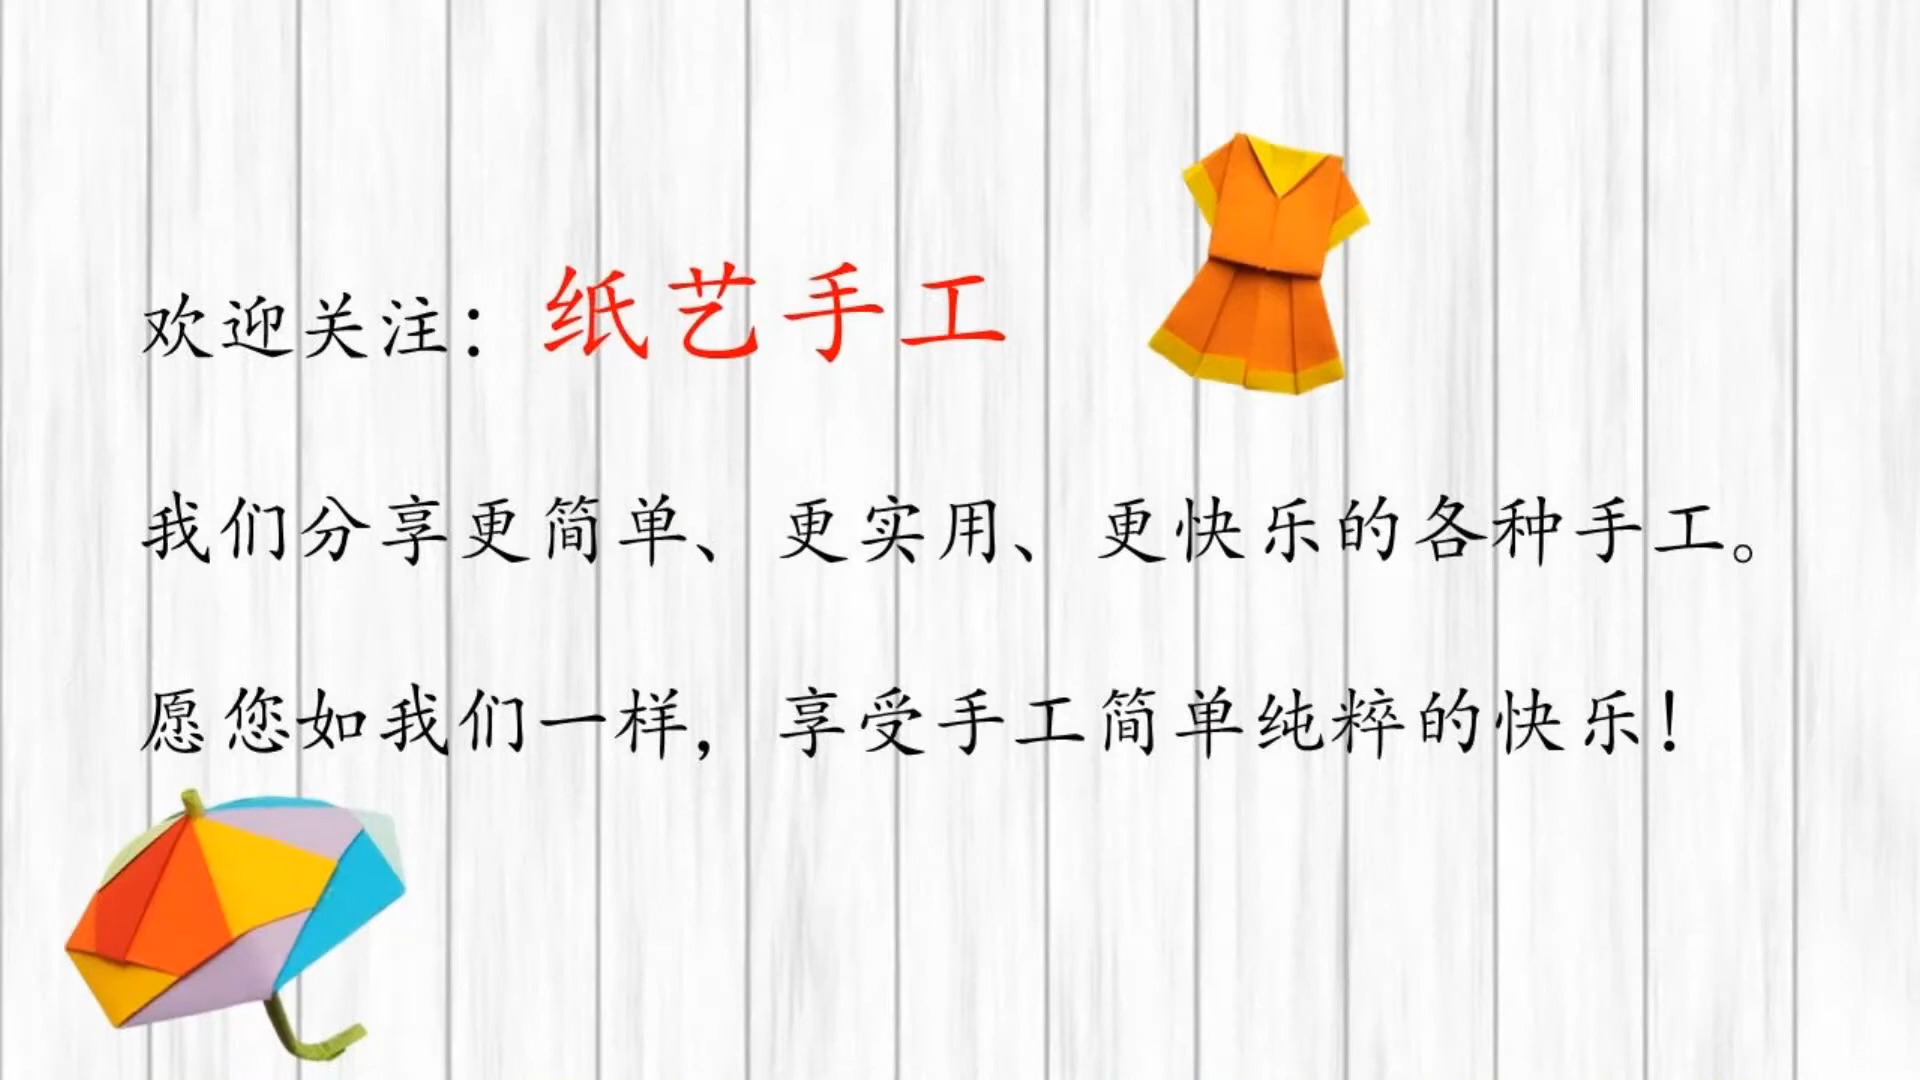 欢迎关注：纸艺手工
我们分享更简单、更实用、更快乐的各种手工。
愿您如我们一样，享受手工简单纯粹的快乐！